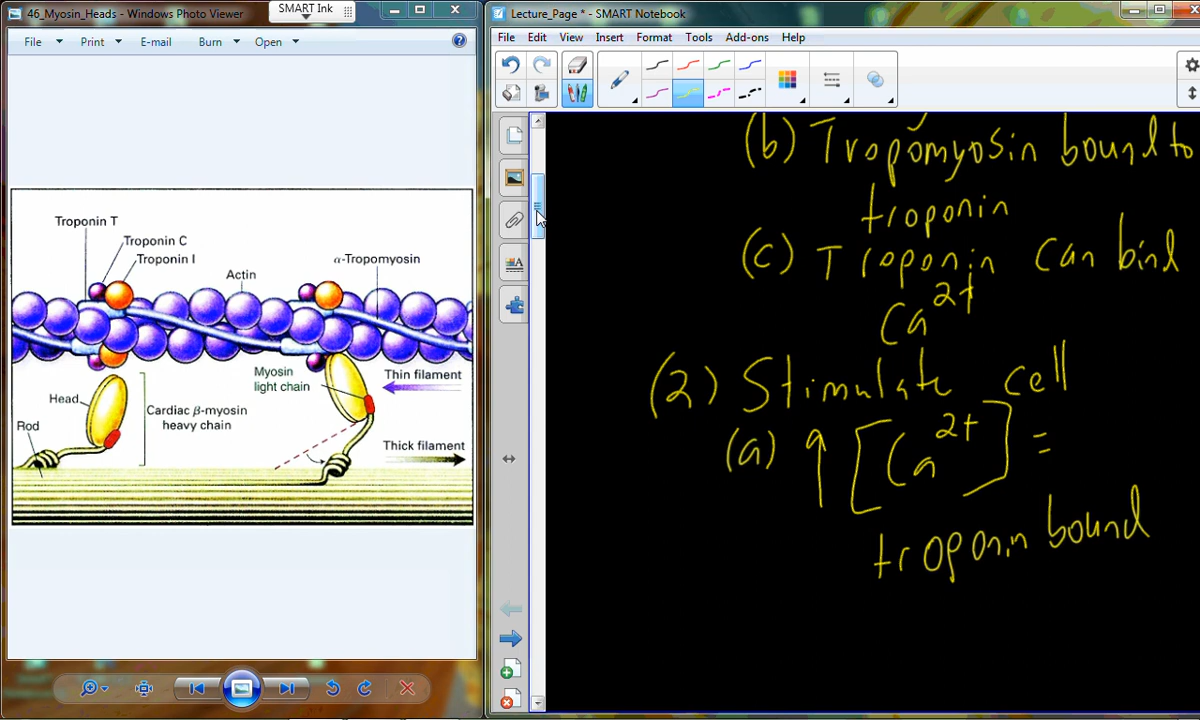 46_Myosin_Heads - Windows Photo Viewer
SMART Ink
File Print E-mail Burn Open
Troponin T
Troponin C
Troponin I
Actin
α-Tropomyosin
Myosin
light chain
Thin filament
Head
Cardiac β-myosin
heavy chain
Rod
Thick filament
Lecture_Page * - SMART Notebook
File Edit View Insert Format Tools Add-ons Help
(b) Tropomyosin bound to
troponin
(c) Troponin can bind
Ca2+
(2) Stimulate cell
(a) ↑ [Ca2+] =
troponin bound